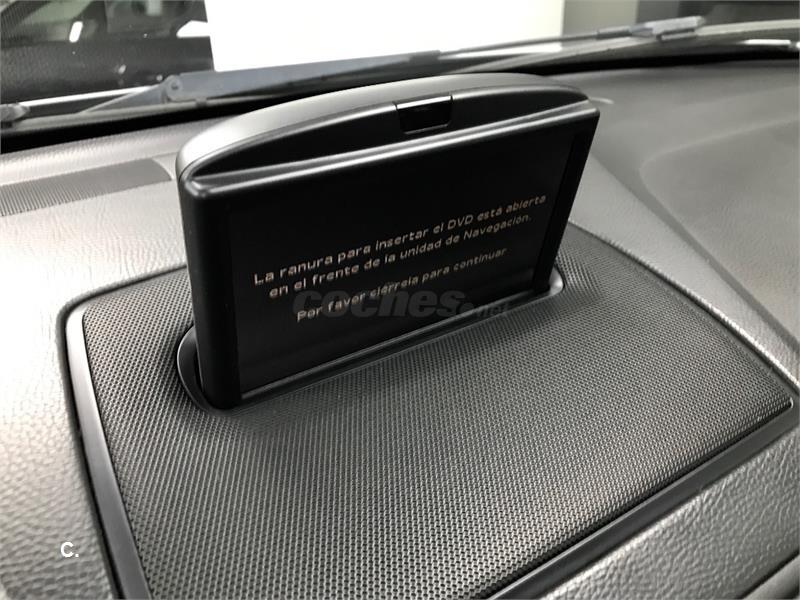 La ranura para insertar el DVD está abierta
en el frente de la unidad de Navegación.
Por favor ciérrela para continuar
coches.net
C.